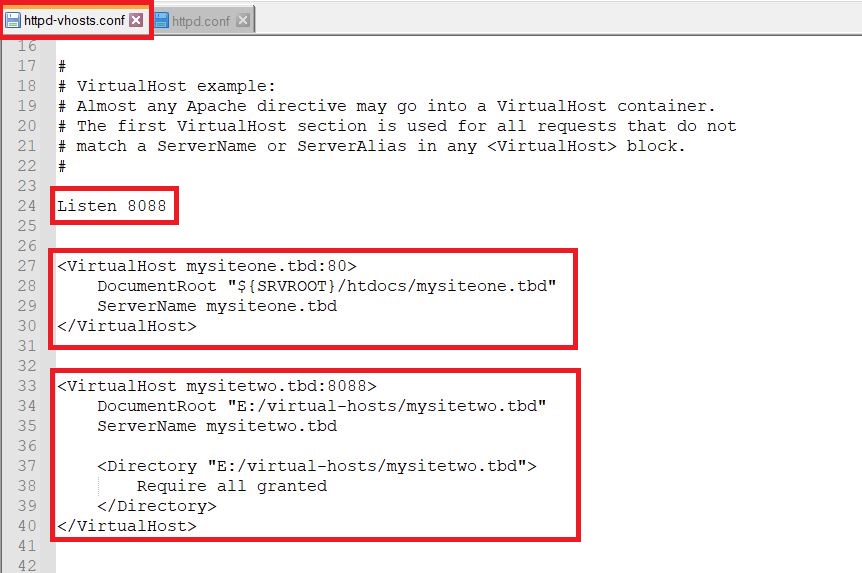 httpd-vhosts.conf httpd.conf
16
17 #
18 # VirtualHost example:
19 # Almost any Apache directive may go into a VirtualHost container.
20 # The first VirtualHost section is used for all requests that do not
21 # match a ServerName or ServerAlias in any <VirtualHost> block.
22 #
23
24 Listen 8088
25
26
27 <VirtualHost mysiteone.tbd:80>
28     DocumentRoot "${SRVROOT}/htdocs/mysiteone.tbd"
29     ServerName mysiteone.tbd
30 </VirtualHost>
31
32
33 <VirtualHost mysitetwo.tbd:8088>
34     DocumentRoot "E:/virtual-hosts/mysitetwo.tbd"
35     ServerName mysitetwo.tbd
36
37     <Directory "E:/virtual-hosts/mysitetwo.tbd">
38         Require all granted
39     </Directory>
40 </VirtualHost>
41
42